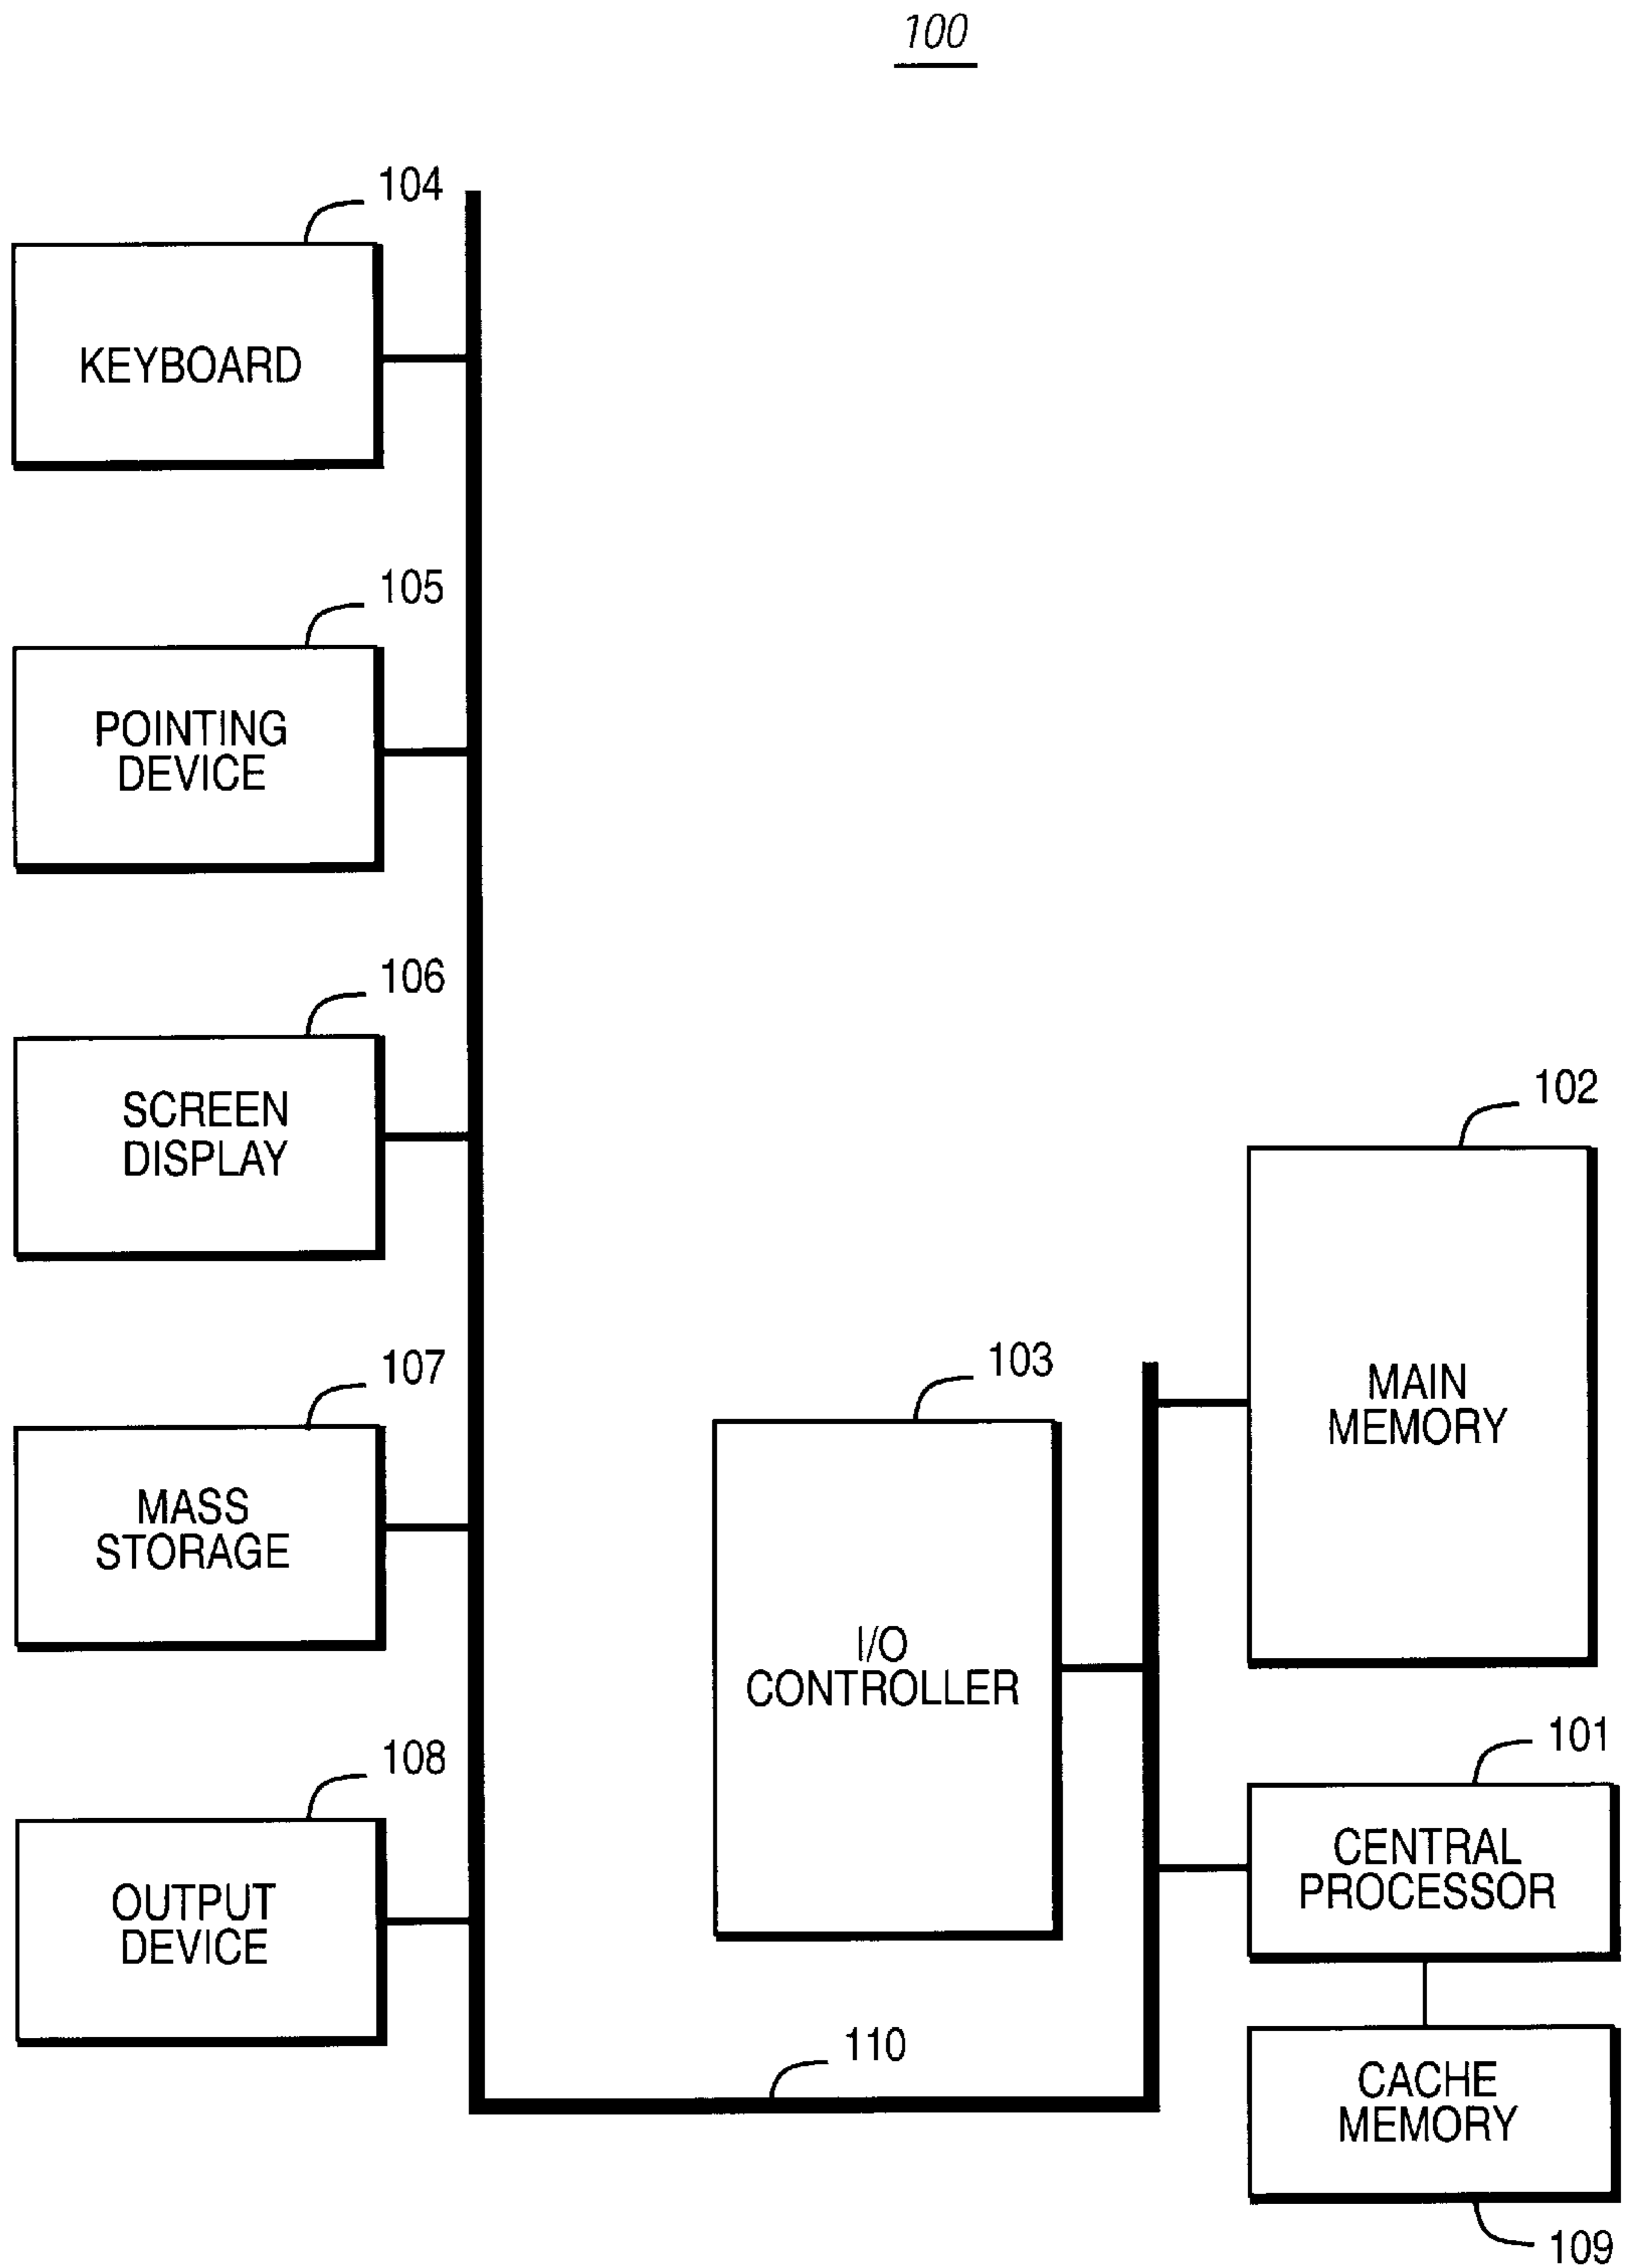 100
104
KEYBOARD
105
POINTING
DEVICE
106
SCREEN
DISPLAY
107
MASS
STORAGE
108
OUTPUT
DEVICE
103
I/O
CONTROLLER
102
MAIN
MEMORY
101
CENTRAL
PROCESSOR
110
CACHE
MEMORY
109